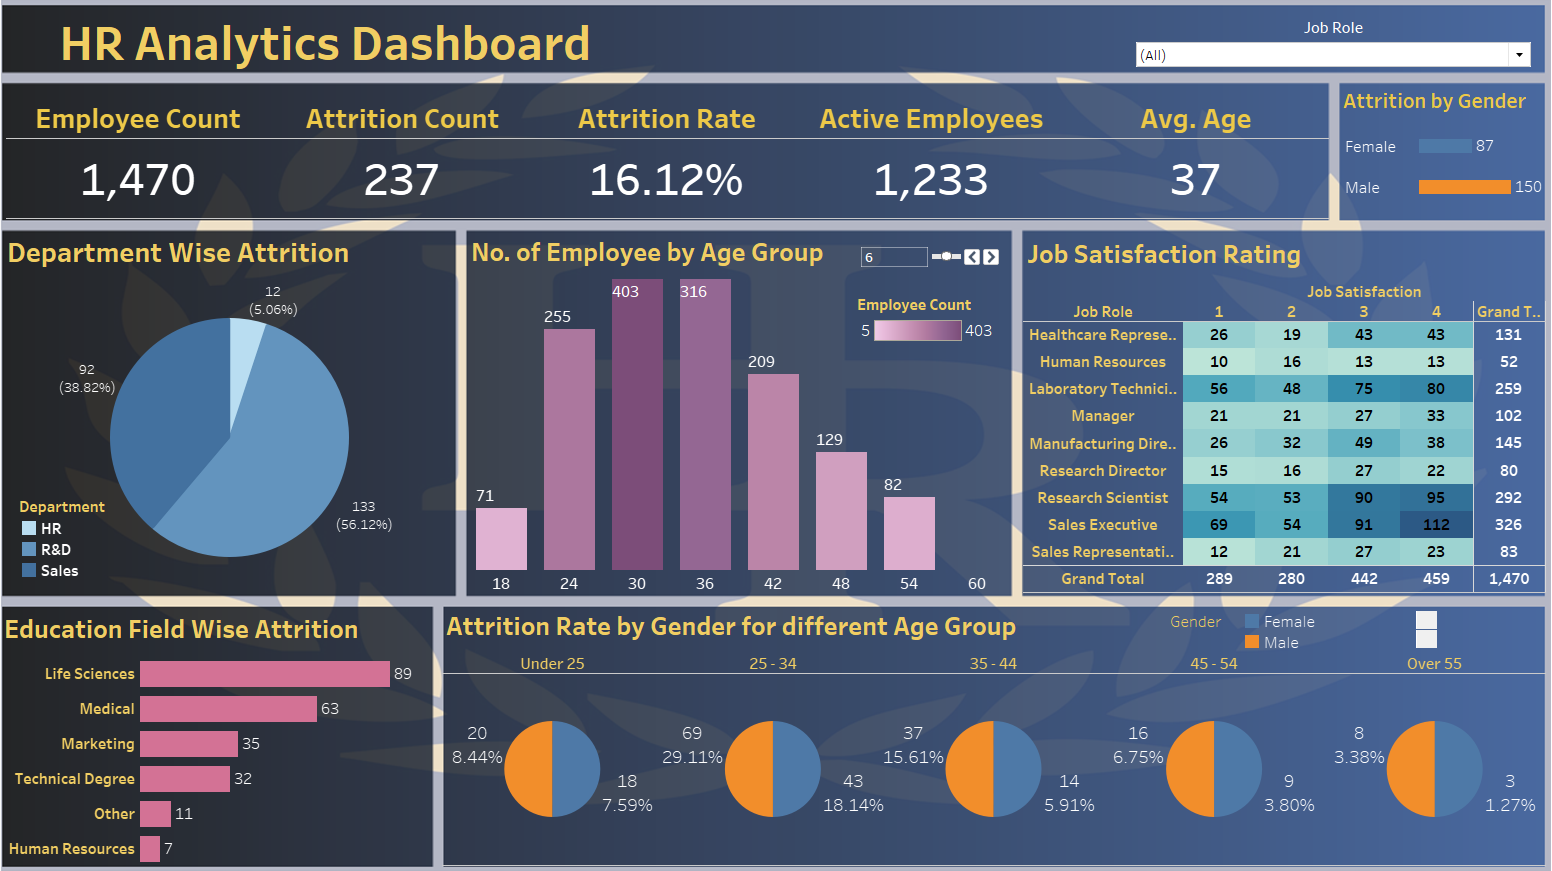 HR Analytics Dashboard
Job Role
(All)
Employee Count Attrition Count Attrition Rate Active Employees Avg. Age
1,470 237 16.12% 1,233 37
Attrition by Gender
Female 87
Male 150
Department Wise Attrition
12
(5.06%)
92
(38.82%)
133
(56.12%)
Department
HR
R&D
Sales
No. of Employee by Age Group
6
Employee Count
5 403
71 255 403 316 209 129 82
18 24 30 36 42 48 54 60
Job Satisfaction Rating
Job Satisfaction
Job Role 1 2 3 4 Grand T..
Healthcare Represe.. 26 19 43 43 131
Human Resources 10 16 13 13 52
Laboratory Technici.. 56 48 75 80 259
Manager 21 21 27 33 102
Manufacturing Dire.. 26 32 49 38 145
Research Director 15 16 27 22 80
Research Scientist 54 53 90 95 292
Sales Executive 69 54 91 112 326
Sales Representati.. 12 21 27 23 83
Grand Total 289 280 442 459 1,470
Education Field Wise Attrition
Life Sciences 89
Medical 63
Marketing 35
Technical Degree 32
Other 11
Human Resources 7
Attrition Rate by Gender for different Age Group
Gender Female
Male
Under 25 25 - 34 35 - 44 45 - 54 Over 55
20 69 37 16 8
8.44% 29.11% 15.61% 6.75% 3.38%
18 43 14 9 3
7.59% 18.14% 5.91% 3.80% 1.27%
HR